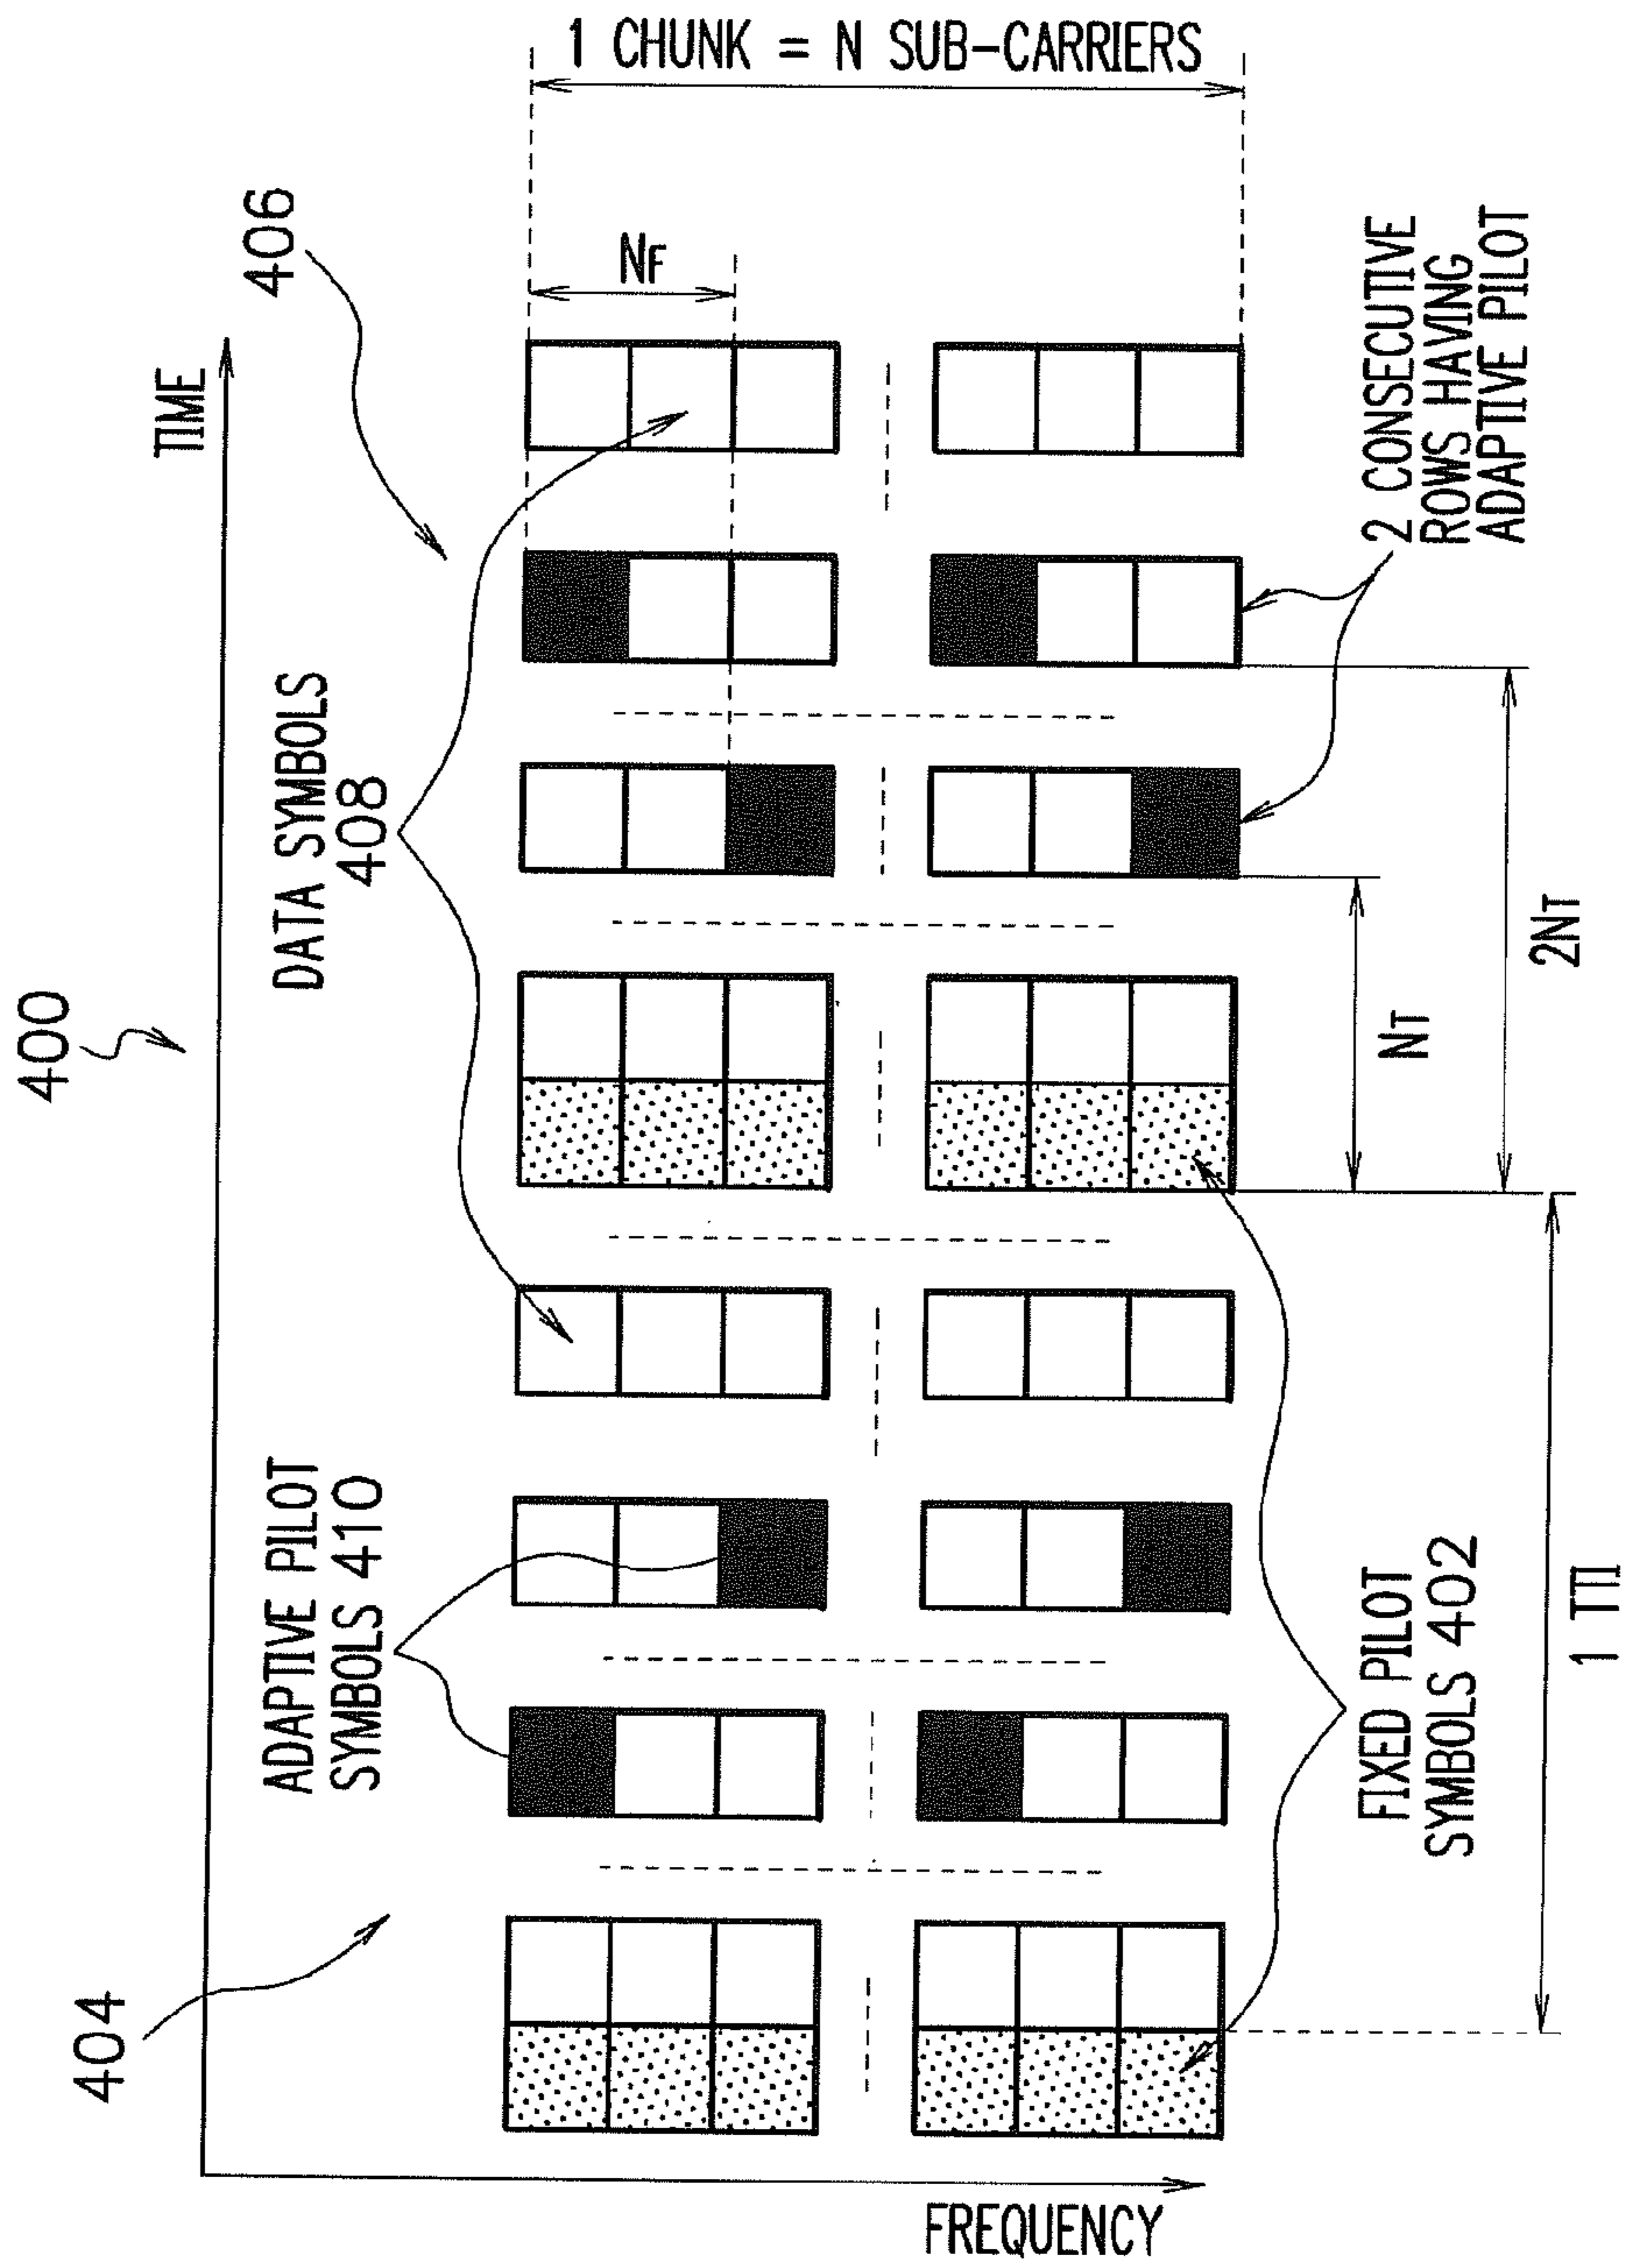 400
404
406
TIME
FREQUENCY
ADAPTIVE PILOT
SYMBOLS 410
DATA SYMBOLS
408
NF
1 CHUNK = N SUB-CARRIERS
FIXED PILOT
SYMBOLS 402
1 TTI
NT
2NT
2 CONSECUTIVE
ROWS HAVING
ADAPTIVE PILOT